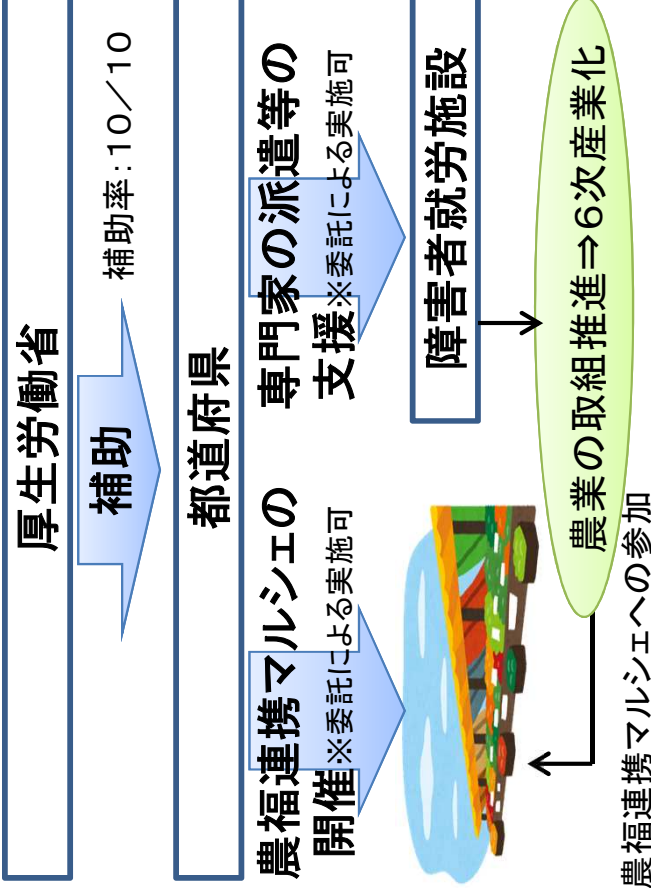 厚生労働省
補助
補助率：１０／１０
都道府県
農福連携マルシェの
開催※委託による実施可
専門家の派遣等の
支援※委託による実施可
障害者就労施設
農業の取組推進⇒６次産業化
農福連携マルシェへの参加